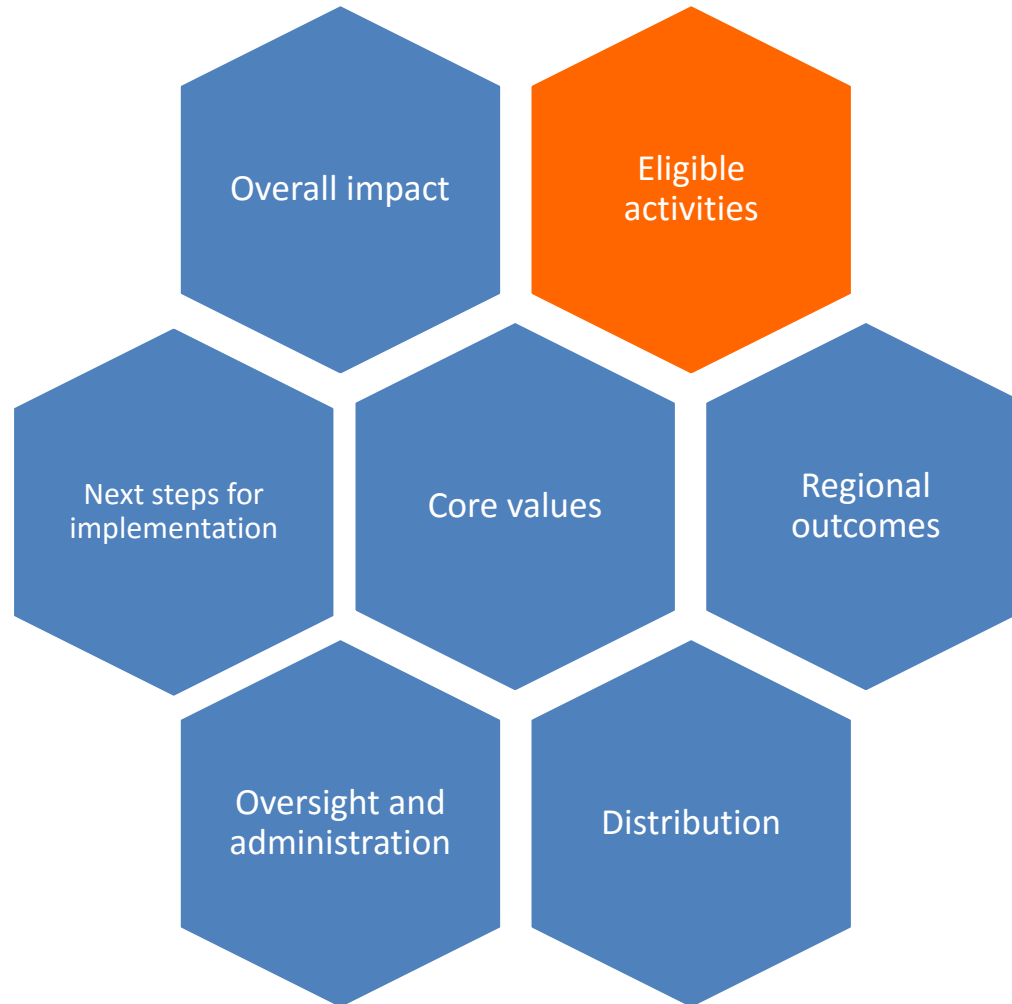 Overall impact
Eligible
activities
Next steps for
implementation
Core values
Regional
outcomes
Oversight and
administration
Distribution